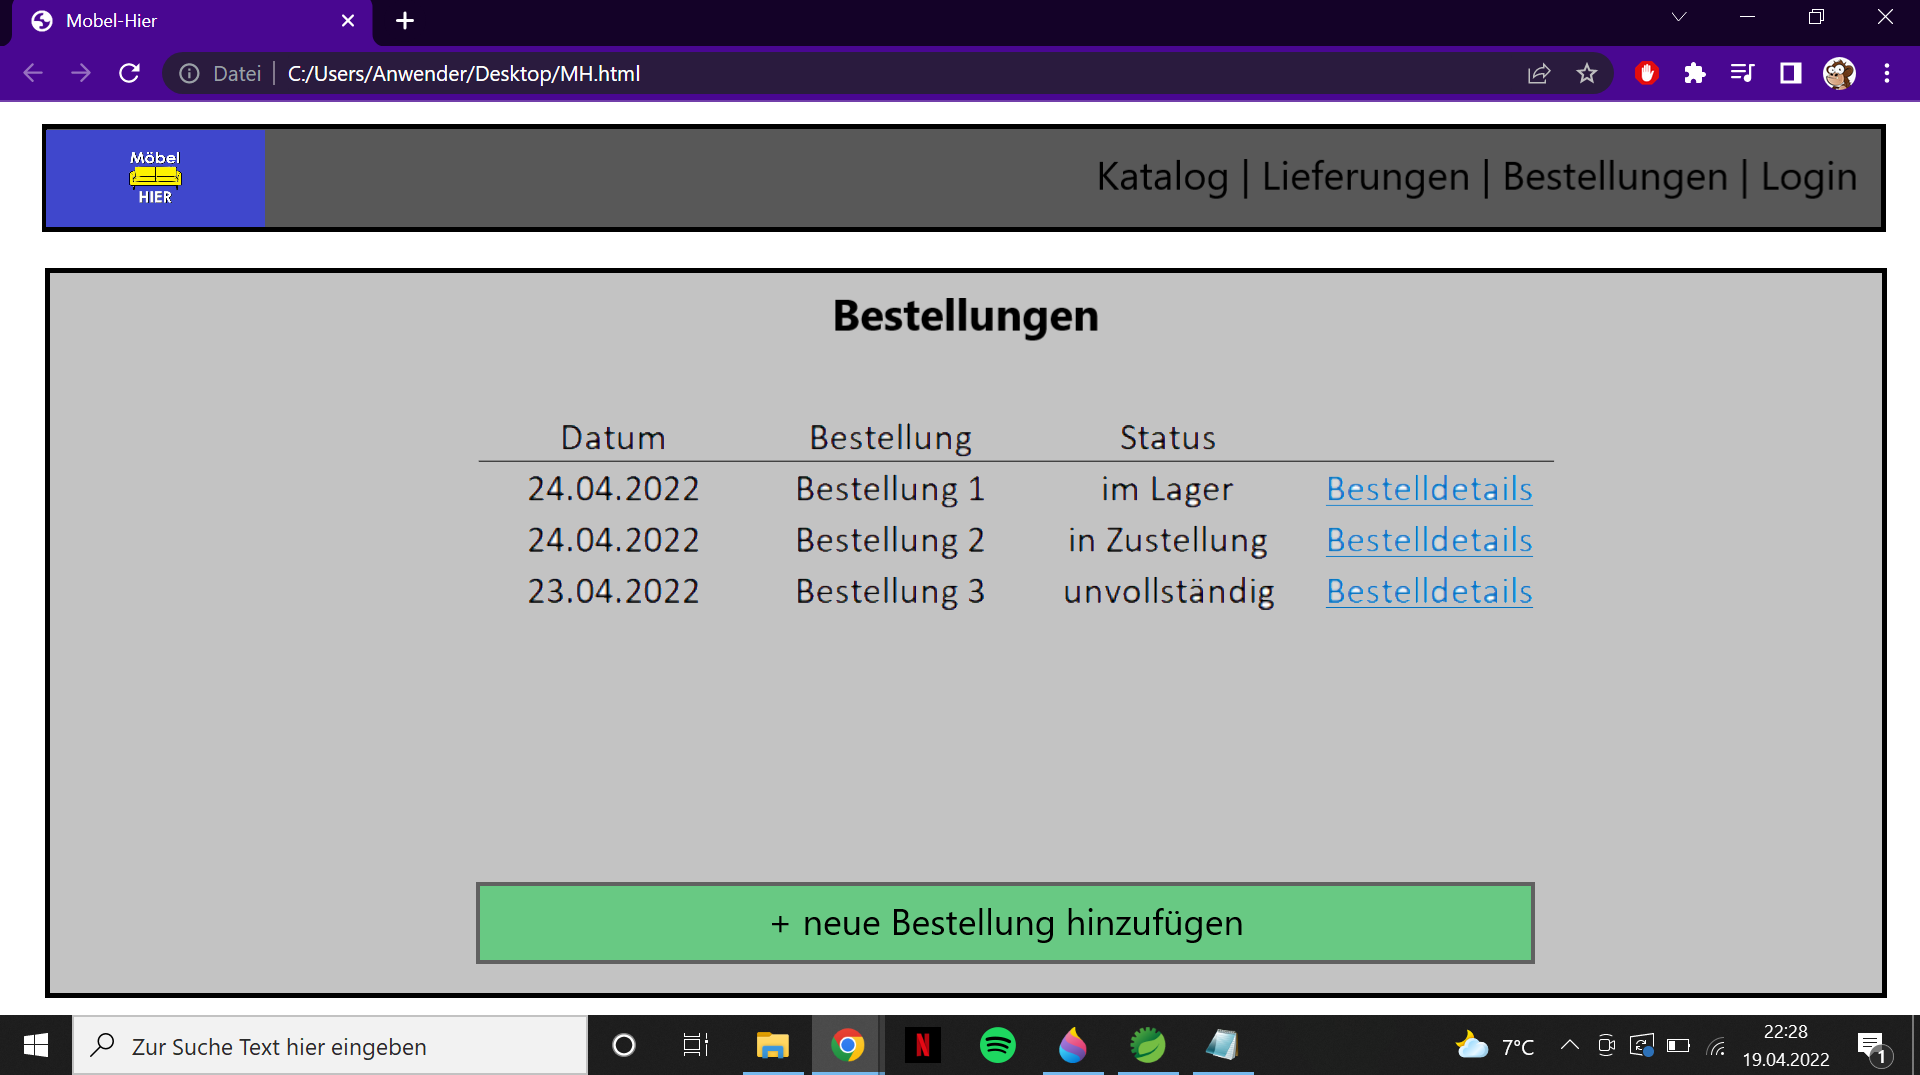 Mobel-Hier
Datei | C:/Users/Anwender/Desktop/MH.html
Möbel
HIER
Katalog | Lieferungen | Bestellungen | Login
Bestellungen
Datum Bestellung Status
24.04.2022 Bestellung 1 im Lager Bestelldetails
24.04.2022 Bestellung 2 in Zustellung Bestelldetails
23.04.2022 Bestellung 3 unvollständig Bestelldetails
+ neue Bestellung hinzufügen
Zur Suche Text hier eingeben
N
7°C
22:28
19.04.2022
1